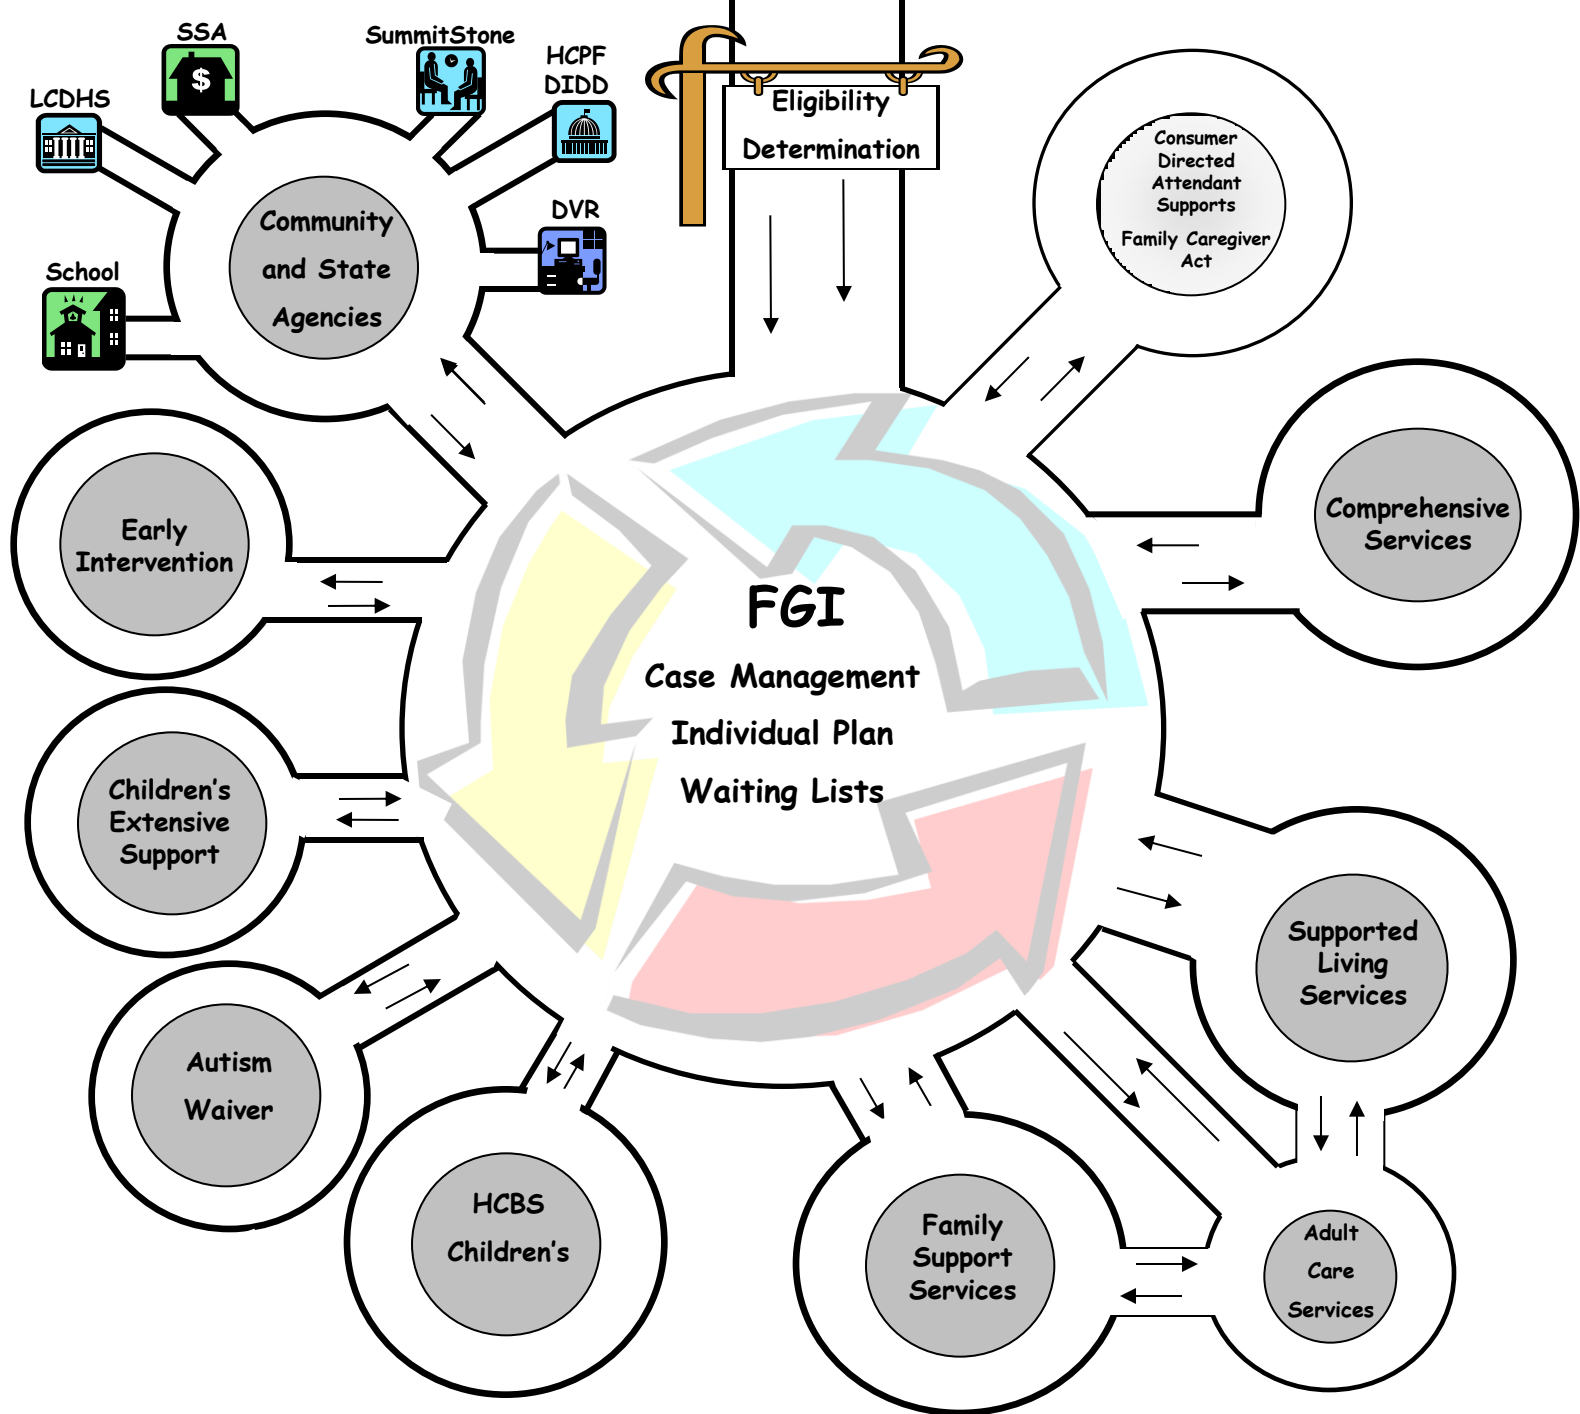 SSA
SummitStone
HCPF
DIDD
LCDHS
DVR
School
Community
and State
Agencies
Eligibility
Determination
Consumer
Directed
Attendant
Supports
Family Caregiver
Act
Early
Intervention
Comprehensive
Services
FGI
Case Management
Individual Plan
Waiting Lists
Children's
Extensive
Support
Supported
Living
Services
Autism
Waiver
HCBS
Children's
Family
Support
Services
Adult
Care
Services
$